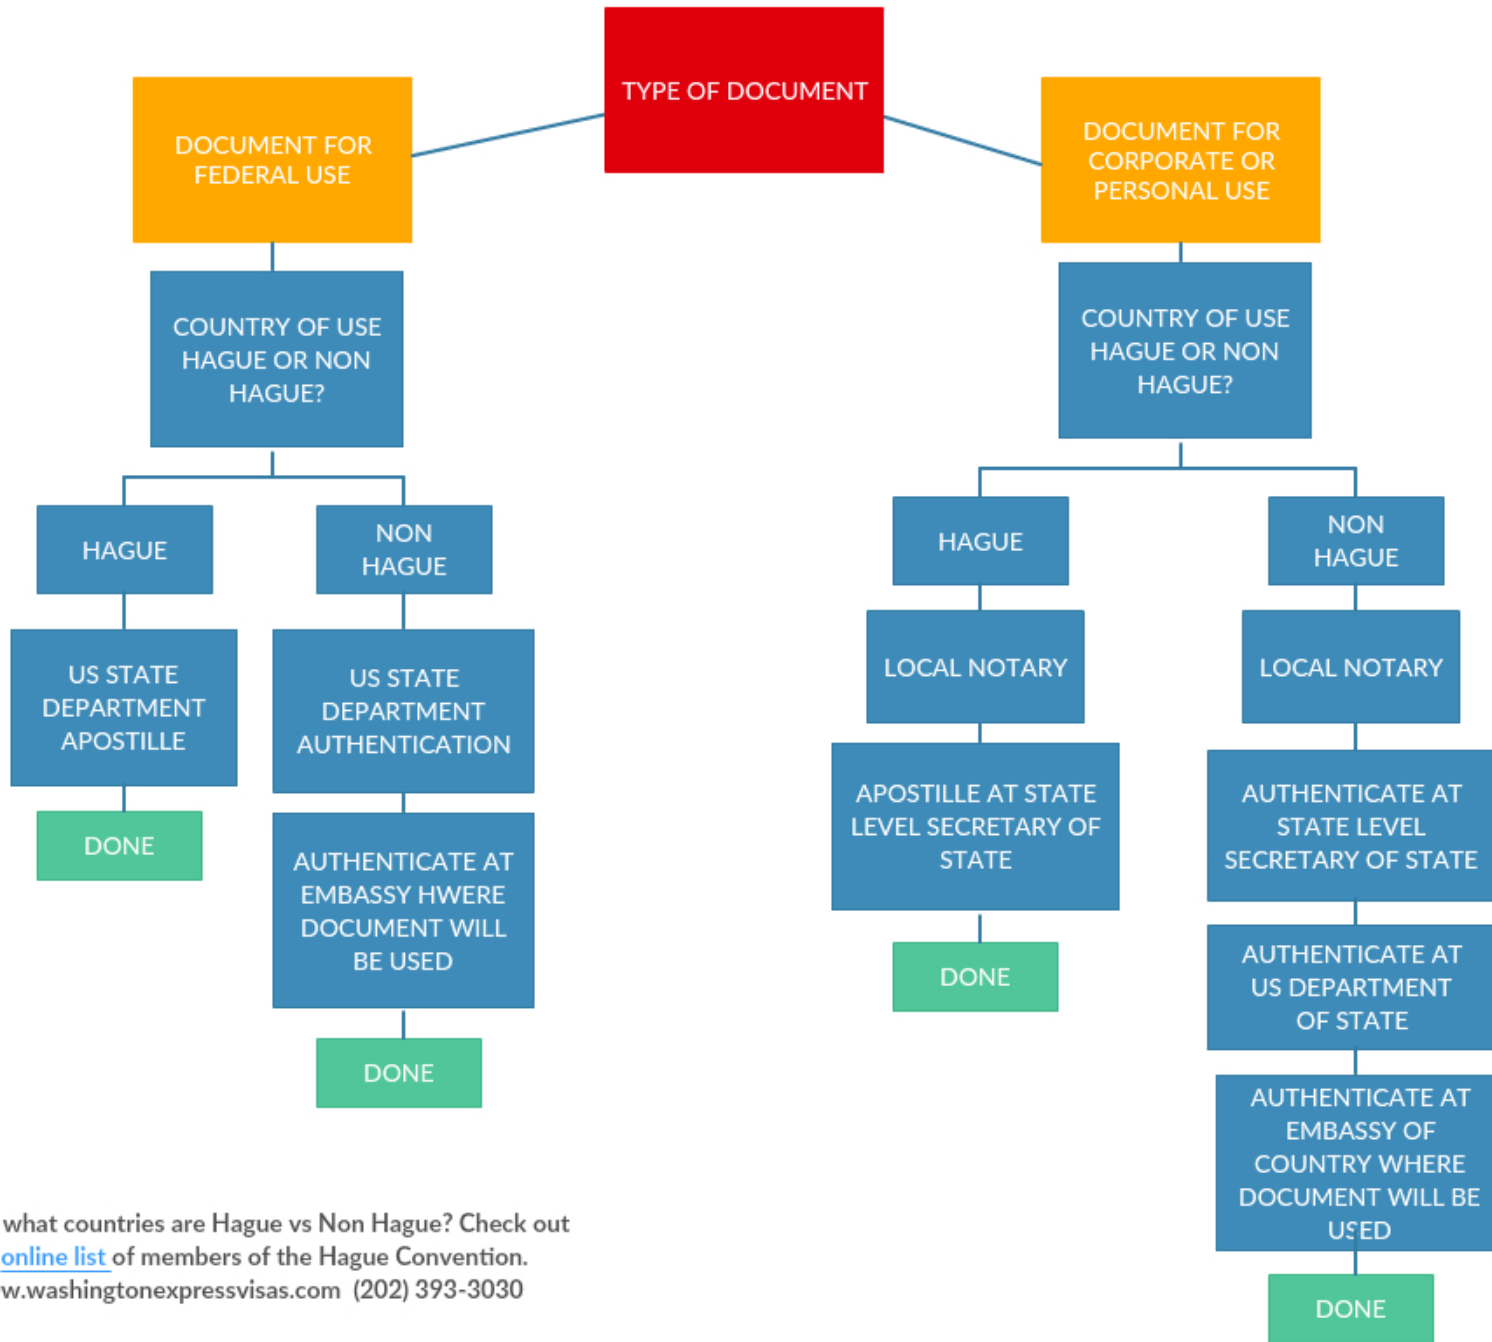 TYPE OF DOCUMENT
DOCUMENT FOR
FEDERAL USE
COUNTRY OF USE
HAGUE OR NON
HAGUE?
HAGUE
US STATE
DEPARTMENT
APOSTILLE
DONE
NON
HAGUE
US STATE
DEPARTMENT
AUTHENTICATION
AUTHENTICATE AT
EMBASSY HWERE
DOCUMENT WILL
BE USED
DONE
DOCUMENT FOR
CORPORATE OR
PERSONAL USE
COUNTRY OF USE
HAGUE OR NON
HAGUE?
HAGUE
LOCAL NOTARY
APOSTILLE AT STATE
LEVEL SECRETARY OF
STATE
DONE
NON
HAGUE
LOCAL NOTARY
AUTHENTICATE AT
STATE LEVEL
SECRETARY OF STATE
AUTHENTICATE AT
US DEPARTMENT
OF STATE
AUTHENTICATE AT
EMBASSY OF
COUNTRY WHERE
DOCUMENT WILL BE
USED
DONE
what countries are Hague vs Non Hague? Check out
online list of members of the Hague Convention.
w.washingtonexpressvisas.com (202) 393-3030